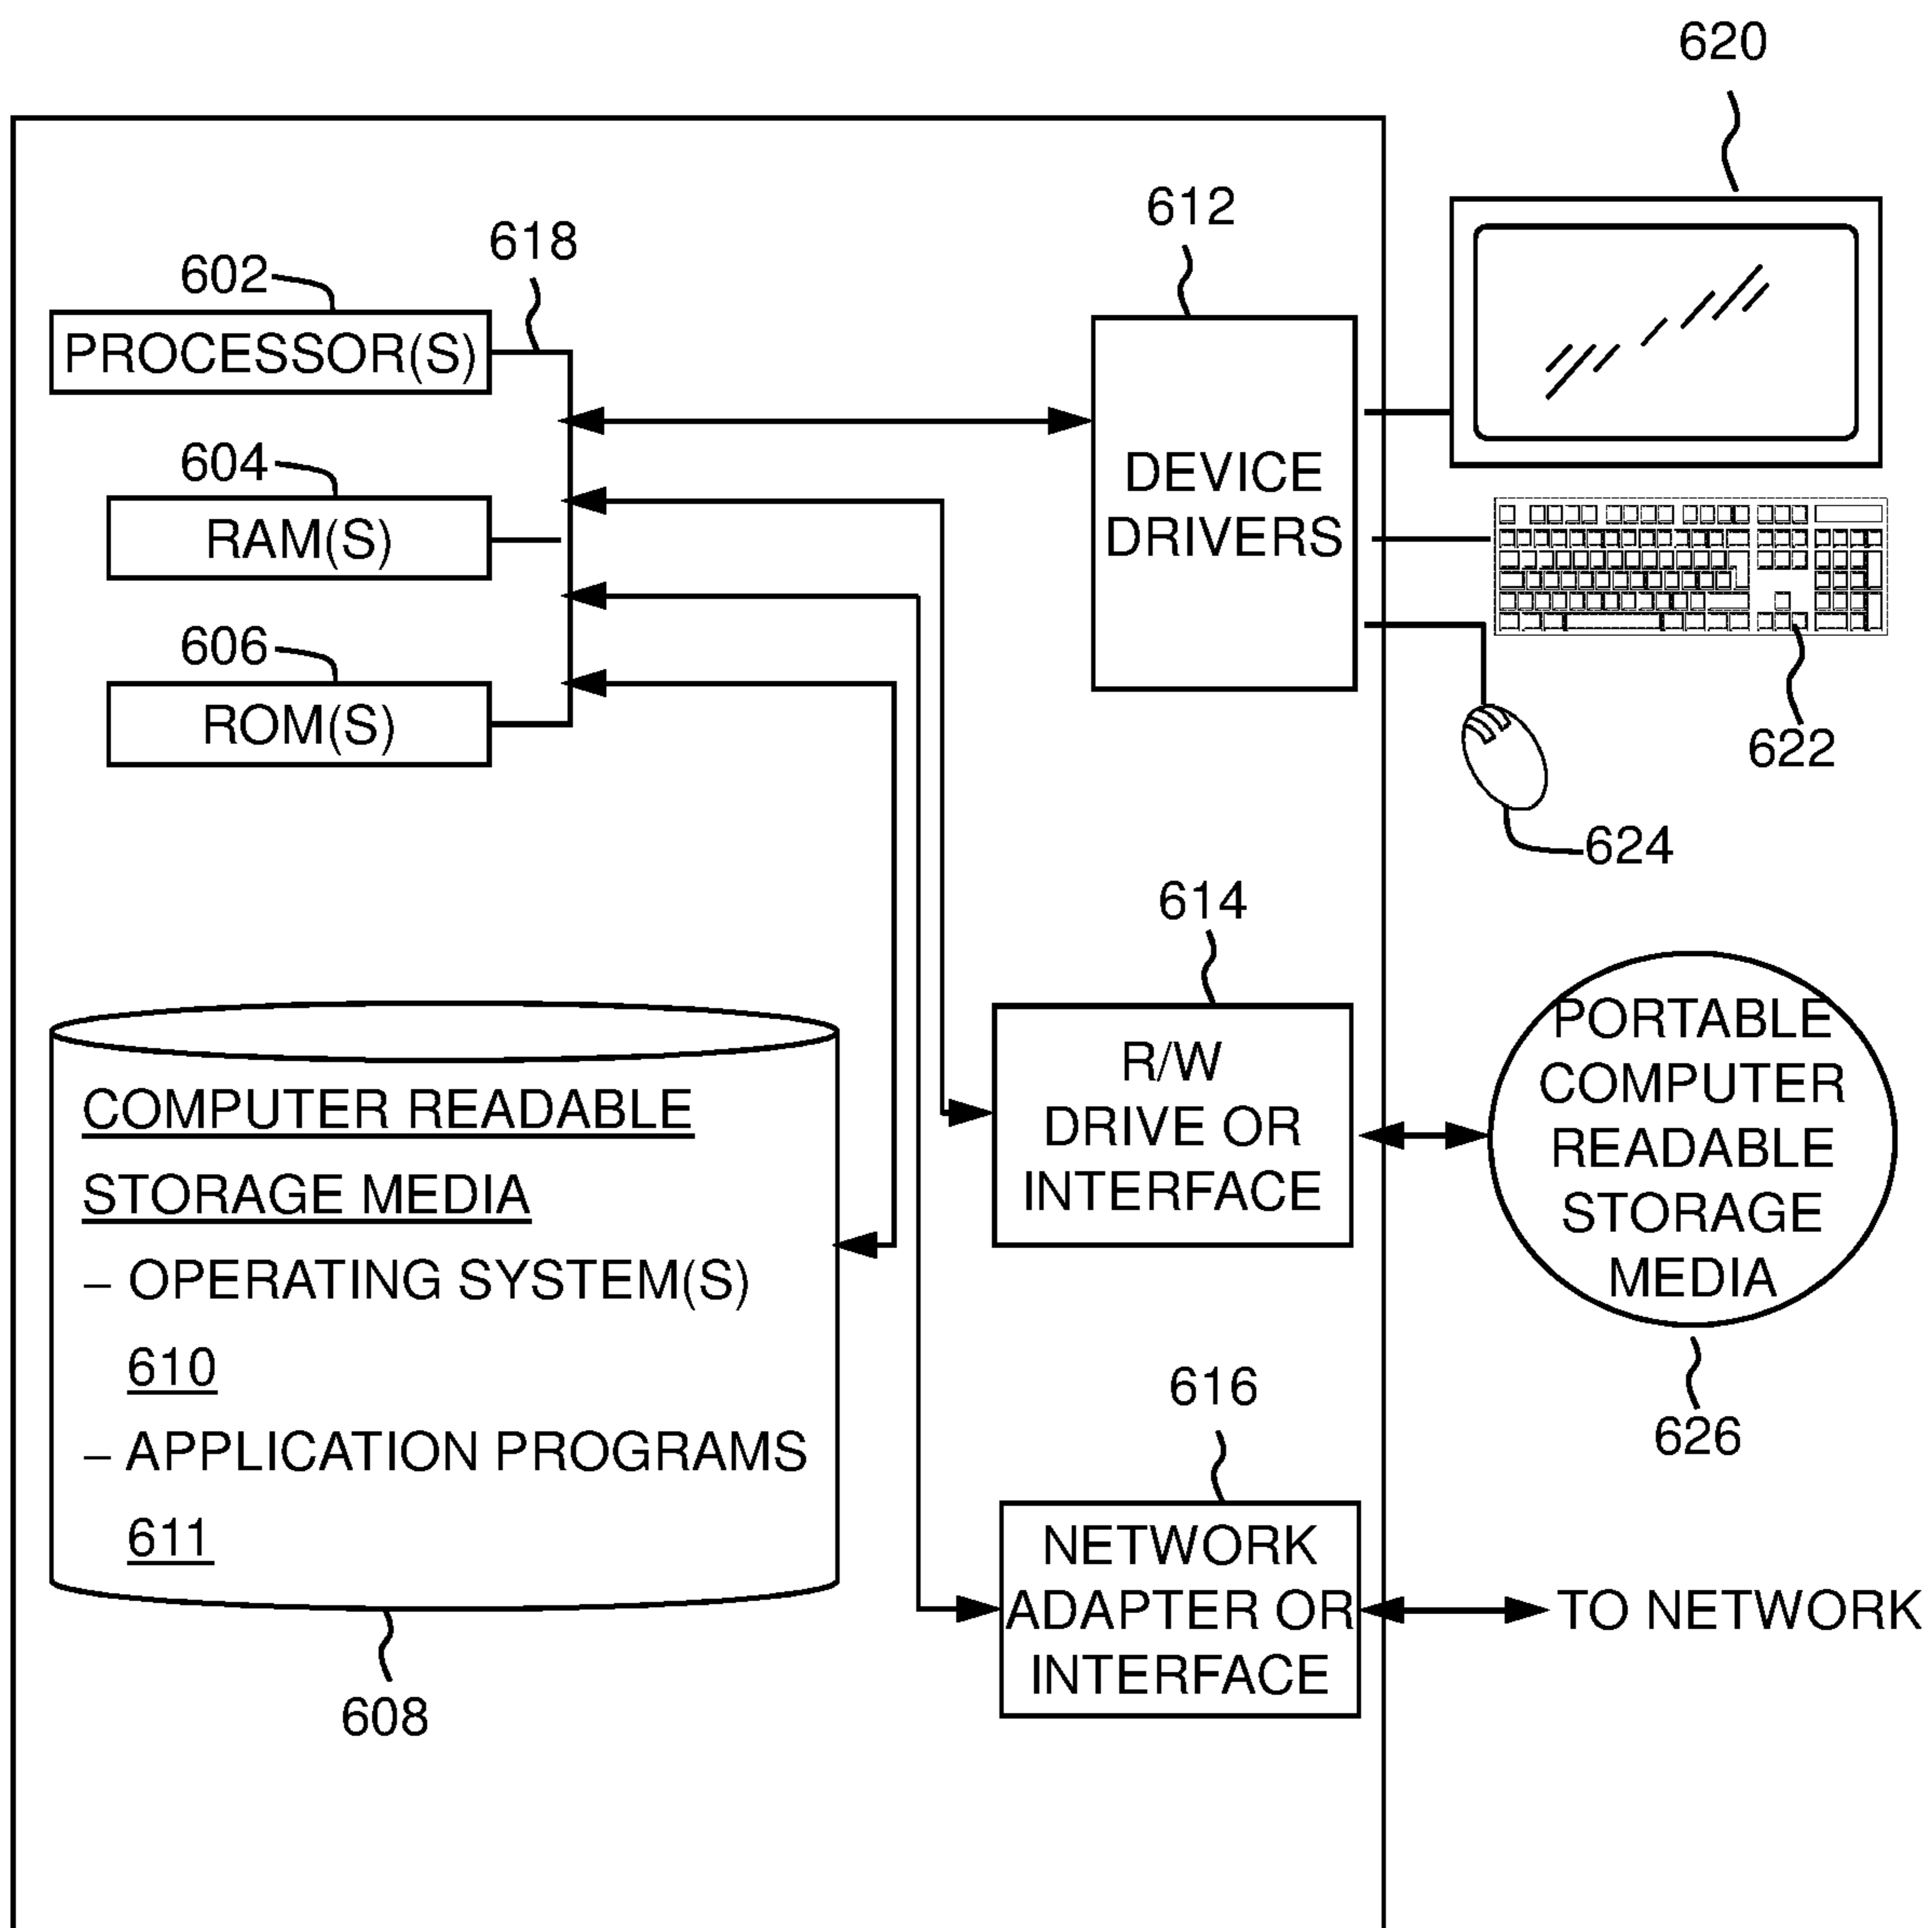 620
612
618
602
PROCESSOR(S)
604
RAM(S)
606
ROM(S)
DEVICE
DRIVERS
622
624
614
R/W
DRIVE OR
INTERFACE
PORTABLE
COMPUTER
READABLE
STORAGE
MEDIA
626
COMPUTER READABLE
STORAGE MEDIA
– OPERATING SYSTEM(S)
610
– APPLICATION PROGRAMS
611
608
616
NETWORK
ADAPTER OR
INTERFACE
TO NETWORK